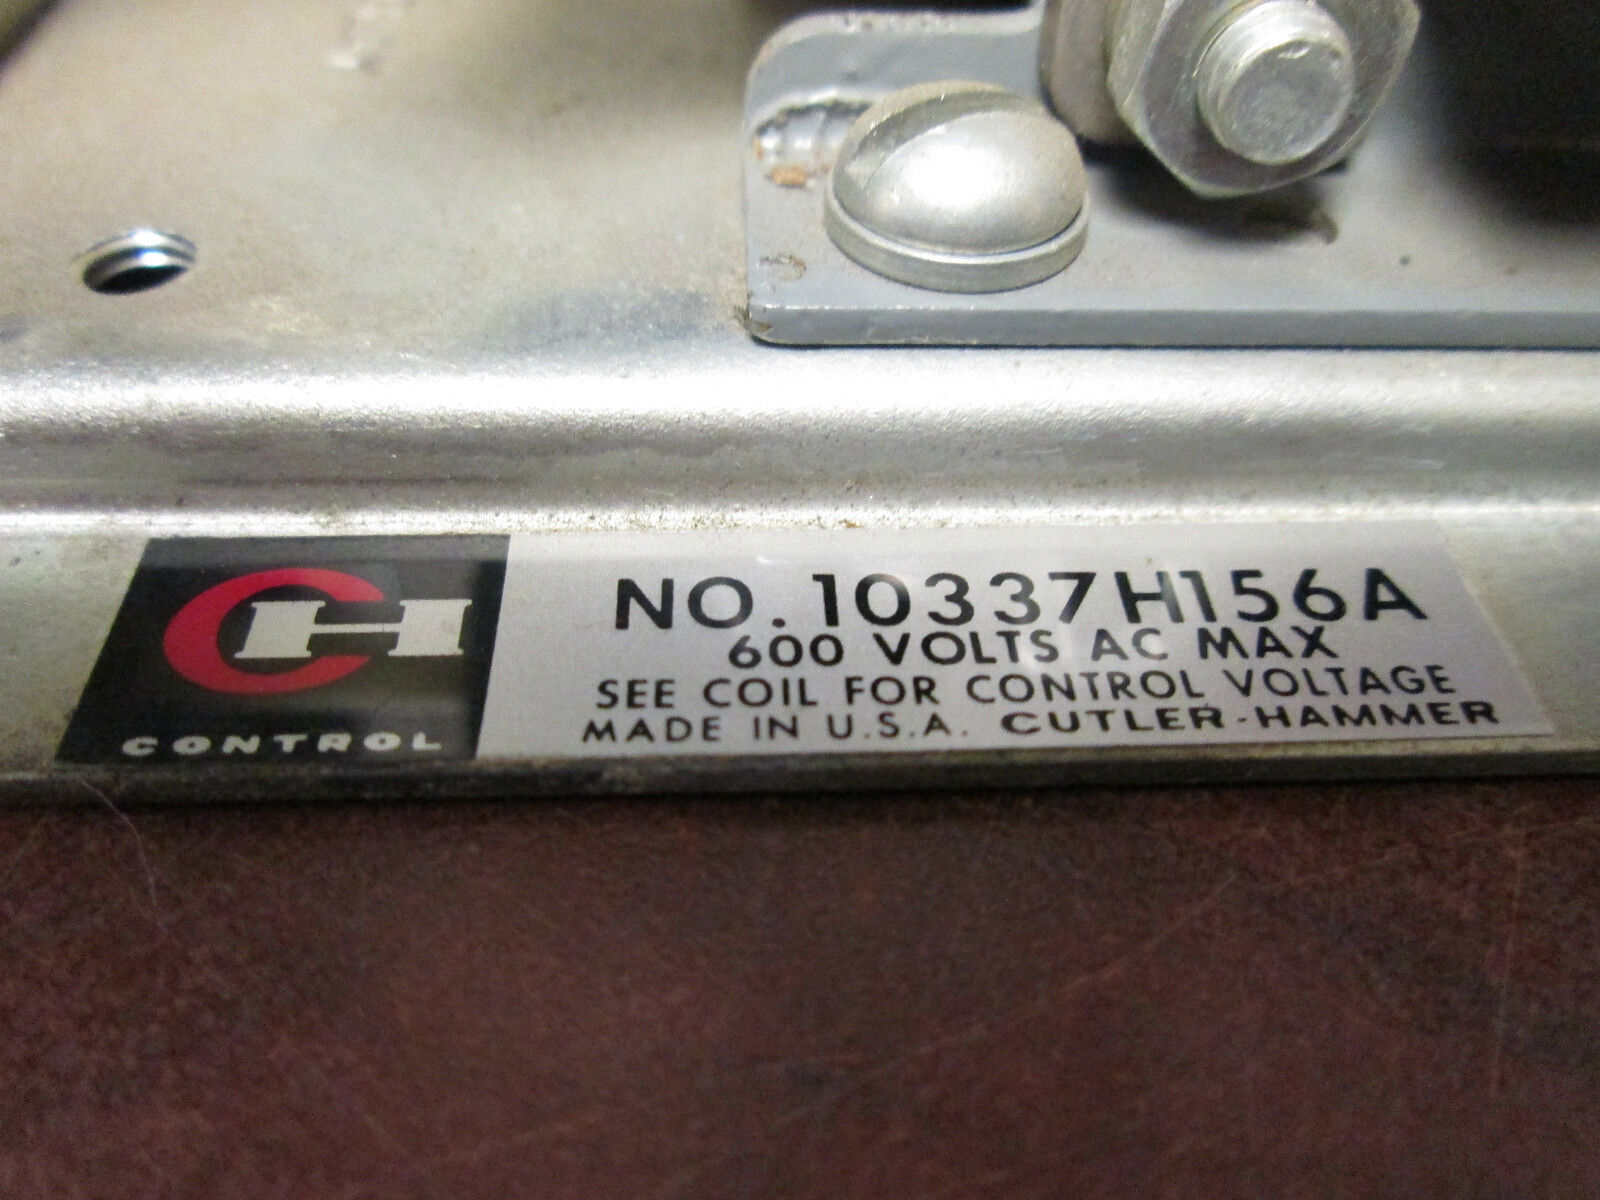 CH
CONTROL
NO. 10337H156A
600 VOLTS AC MAX
SEE COIL FOR CONTROL VOLTAGE
MADE IN U.S.A. CUTLER-HAMMER